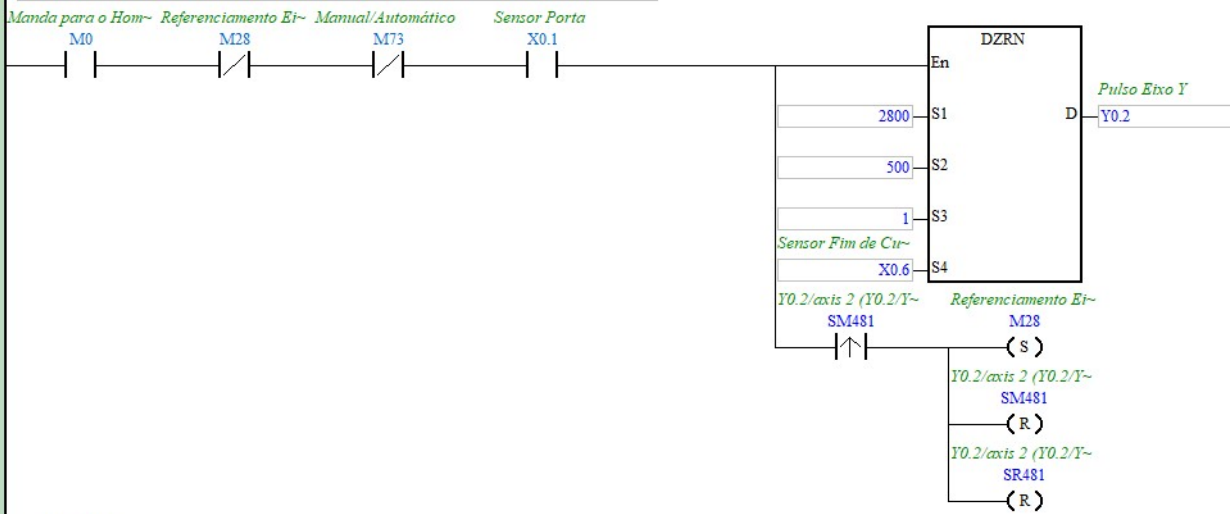 Manda para o Hom~ Referenciamento Ei~ Manual/Automático Sensor Porta
M0 M28 M73 X0.1
DZRN
En
Pulso Eixo Y
2800 S1 D Y0.2
500 S2
1 S3
Sensor Fim de Cu~
X0.6 S4
Y0.2/axis 2 (Y0.2/Y~ Referenciamento Ei~
SM481 M28
S
Y0.2/axis 2 (Y0.2/Y~
SM481
R
Y0.2/axis 2 (Y0.2/Y~
SR481
R